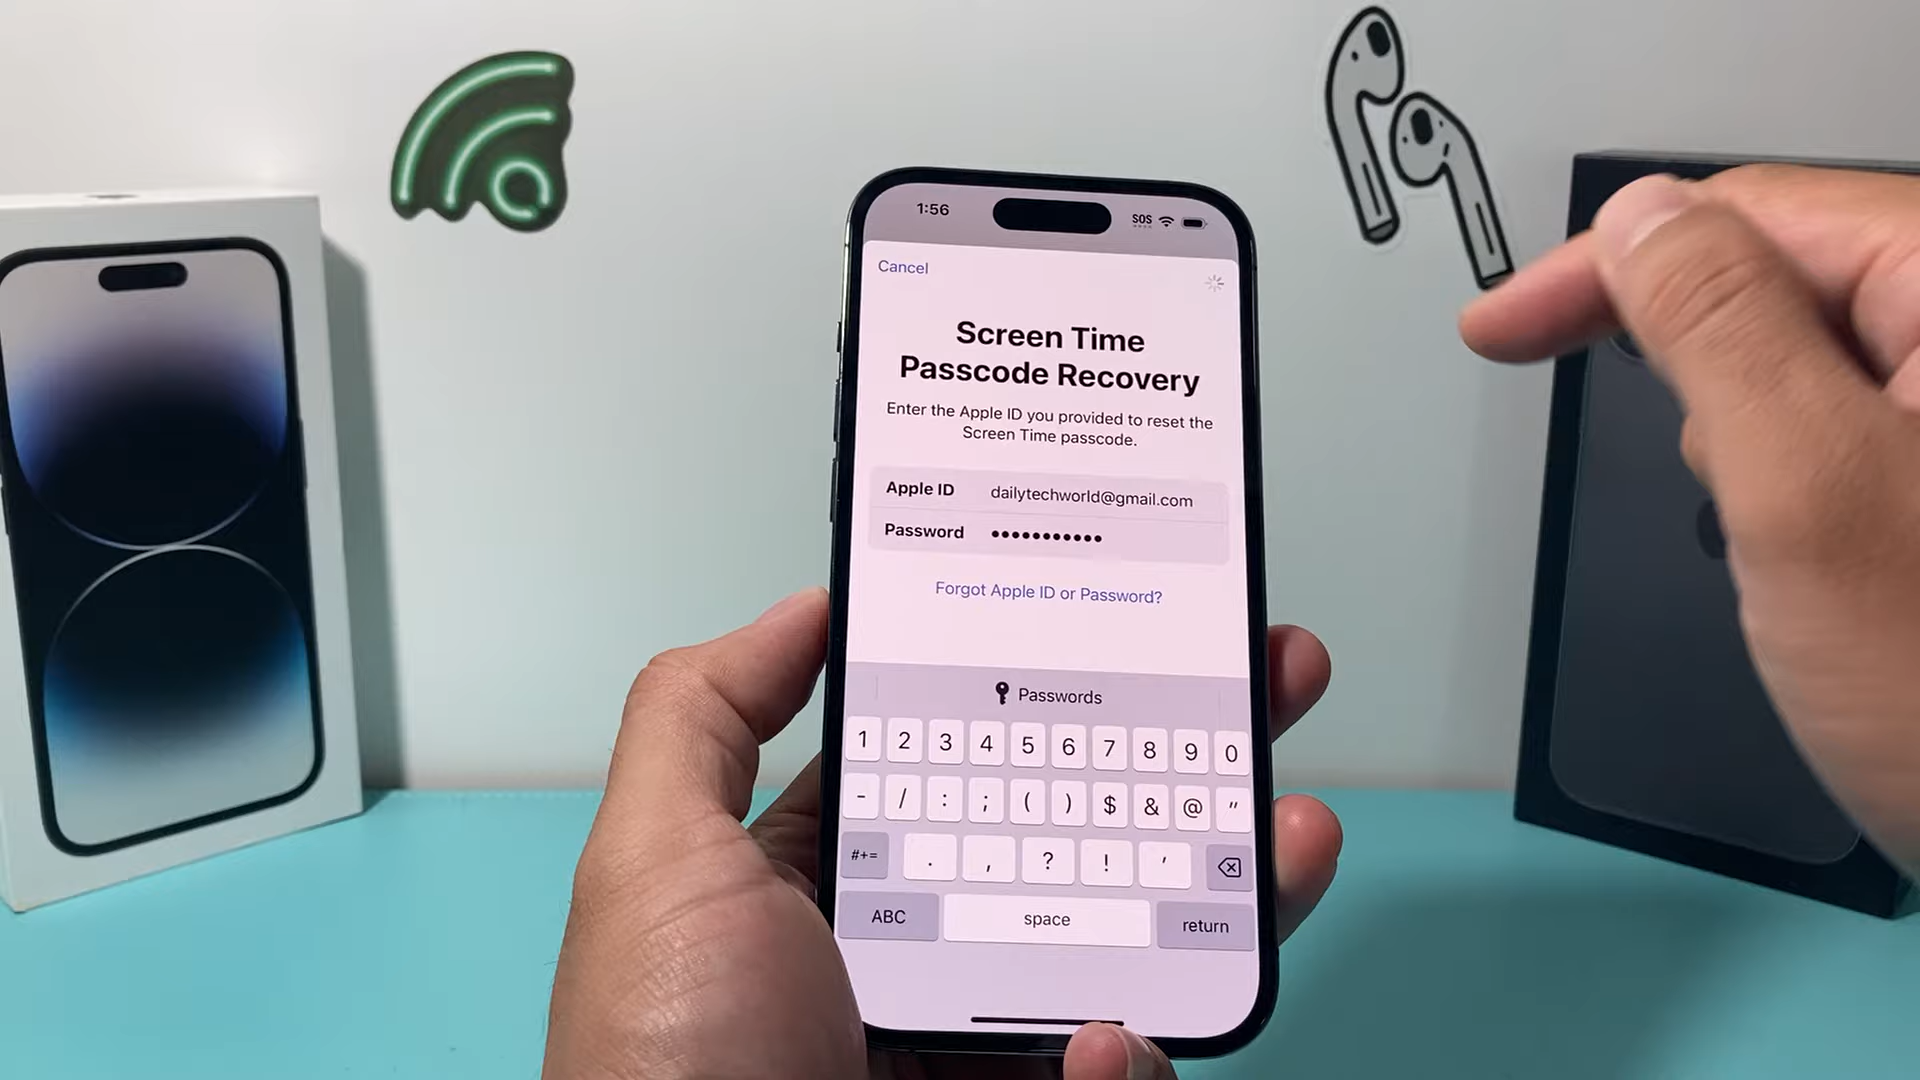 1:56
SOS
Cancel
Screen Time
Passcode Recovery
Enter the Apple ID you provided to reset the
Screen Time passcode.
Apple ID dailytechworld@gmail.com
Password •••••••••••
Forgot Apple ID or Password?
Passwords
1 2 3 4 5 6 7 8 9 0
- / : ; ( ) $ & @ "
#+= . , ? ! '
ABC space return